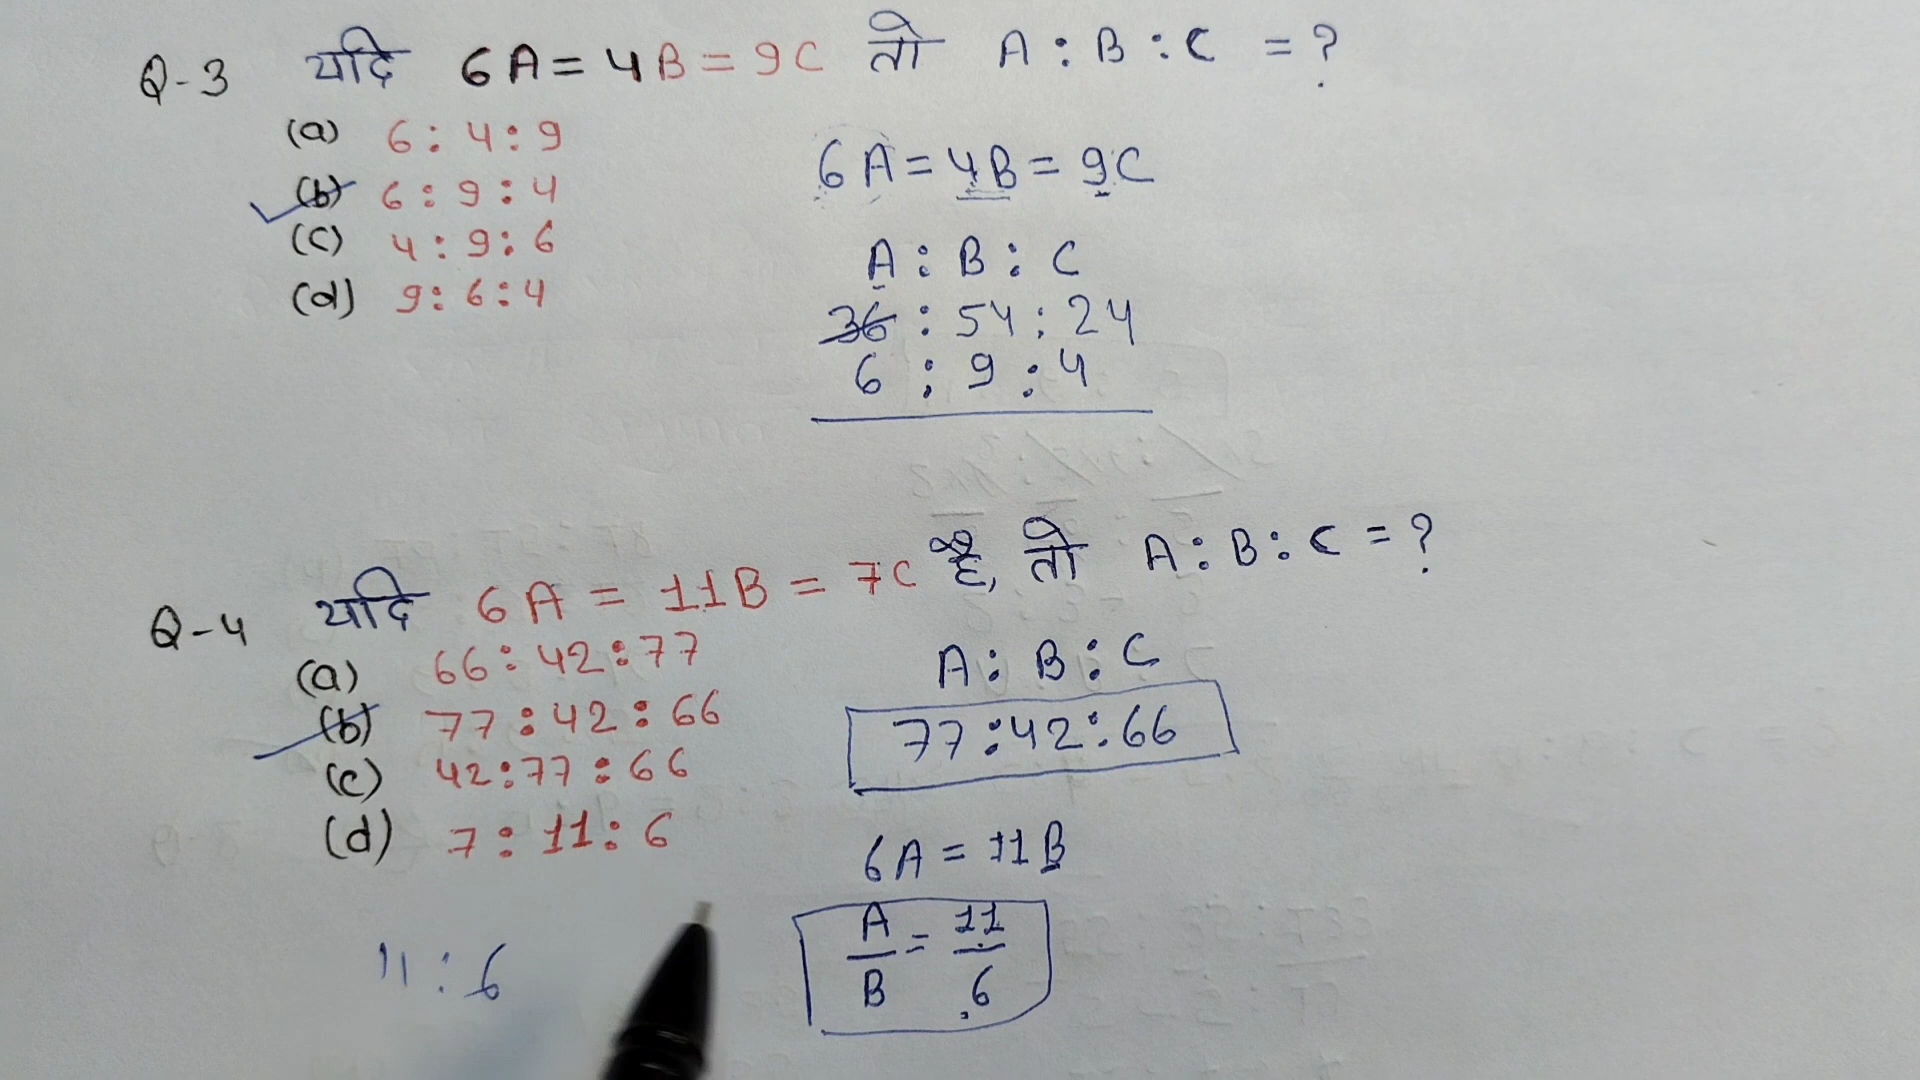 Q-3 यदि 6A = 4B = 9C तो A : B : C = ?
(a) 6 : 4 : 9
(b) 6 : 9 : 4
(c) 4 : 9 : 6
(d) 9 : 6 : 4
6A = 4B = 9C
A : B : C
36 : 54 : 24
6 : 9 : 4
Q-4 यदि 6A = 11B = 7C है, तो A : B : C = ?
(a) 66 : 42 : 77
(b) 77 : 42 : 66
(c) 42 : 77 : 66
(d) 7 : 11 : 6
A : B : C
77 : 42 : 66
6A = 11B
A/B = 11/6
11 : 6